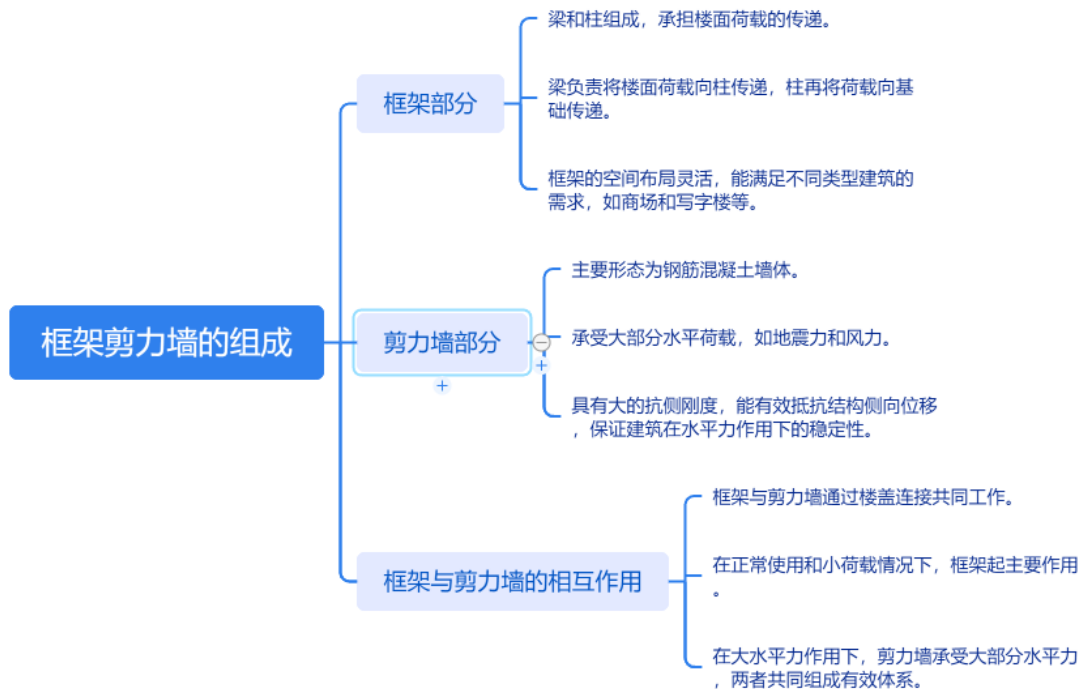 框架剪力墙的组成
框架部分
梁和柱组成，承担楼面荷载的传递。
梁负责将楼面荷载向柱传递，柱再将荷载向基
础传递。
框架的空间布局灵活，能满足不同类型建筑的
需求，如商场和写字楼等。
剪力墙部分
主要形态为钢筋混凝土墙体。
承受大部分水平荷载，如地震力和风力。
具有大的抗侧刚度，能有效抵抗结构侧向位移
，保证建筑在水平力作用下的稳定性。
框架与剪力墙的相互作用
框架与剪力墙通过楼盖连接共同工作。
在正常使用和小荷载情况下，框架起主要作用
。
在大水平力作用下，剪力墙承受大部分水平力
，两者共同组成有效体系。